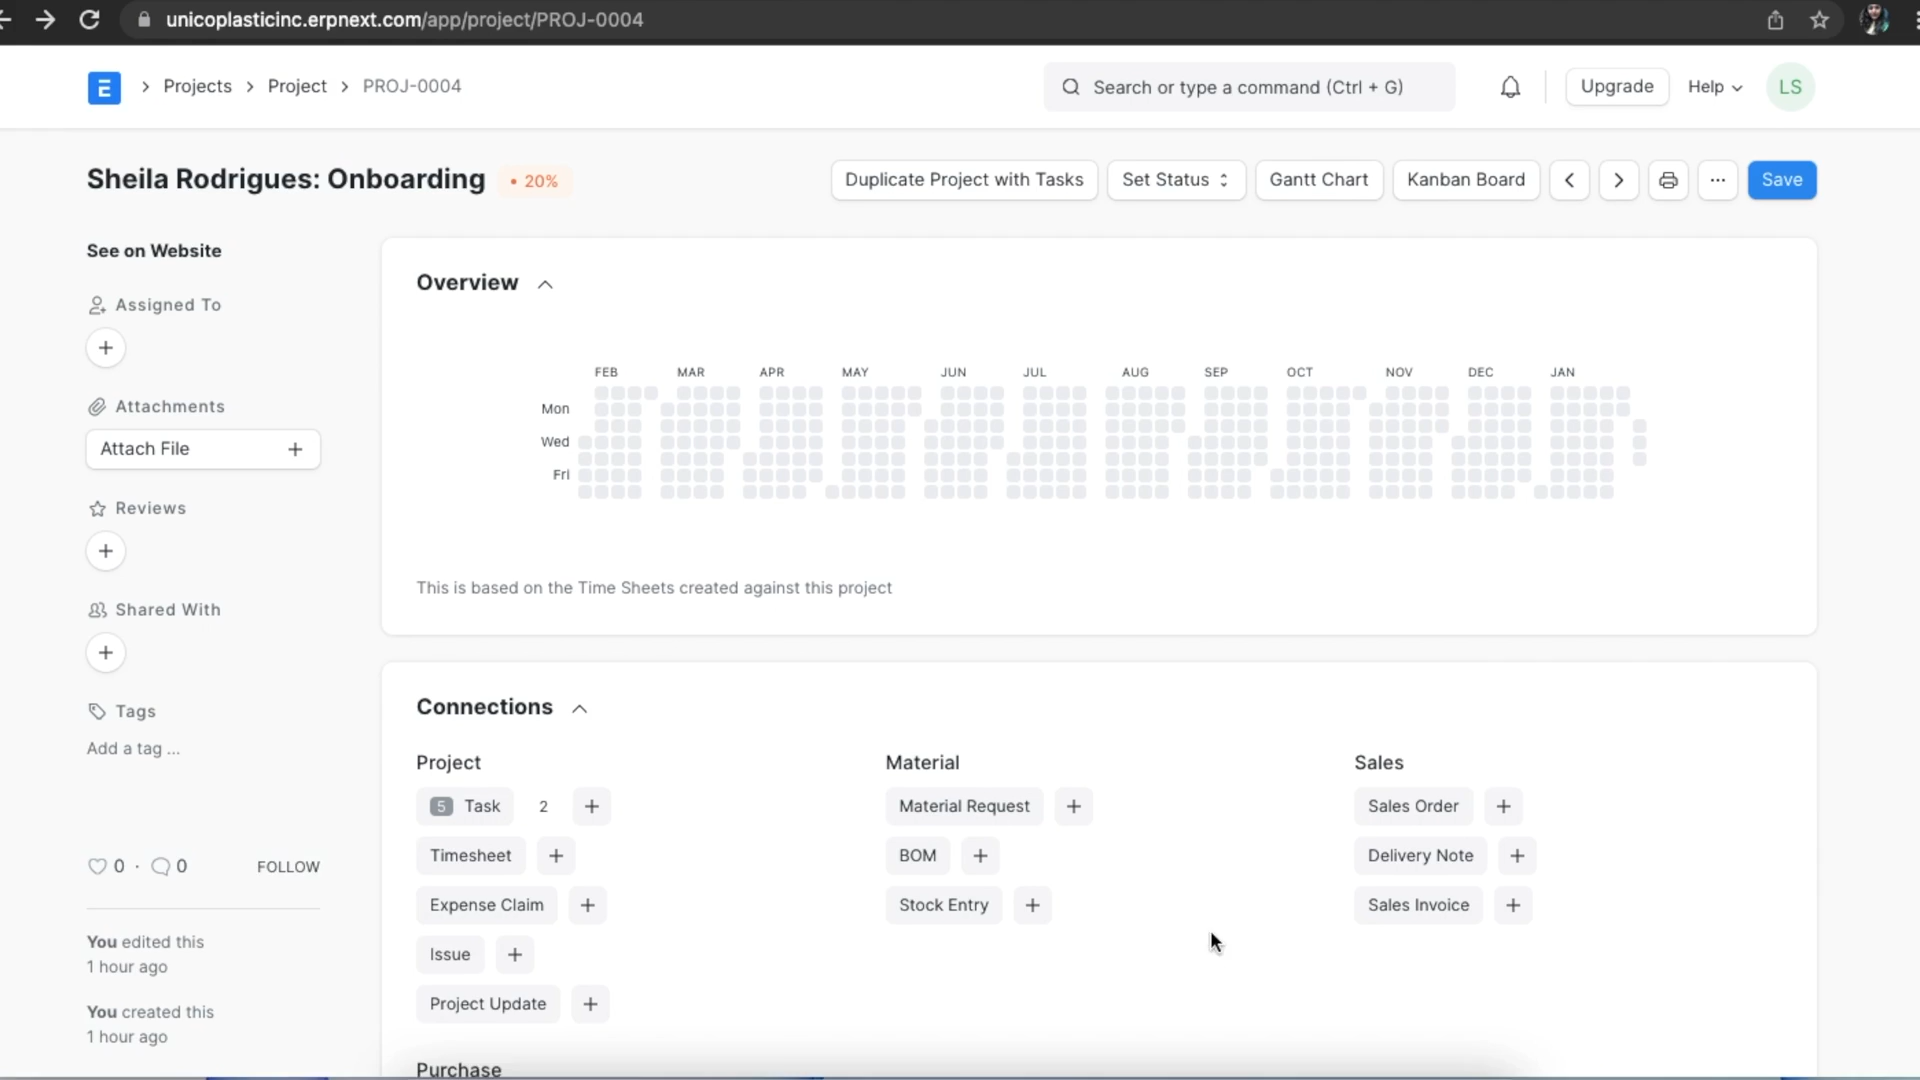 unicoplasticinc.erpnext.com/app/project/PROJ-0004
E
Projects
Project
PROJ-0004
Search or type a command (Ctrl + G)
Upgrade
Help
LS
Sheila Rodrigues: Onboarding
• 20%
Duplicate Project with Tasks
Set Status
Gantt Chart
Kanban Board
Save
See on Website
Assigned To
Attachments
Attach File
Reviews
Shared With
Tags
Add a tag ...
0 · 0
FOLLOW
You edited this
1 hour ago
You created this
1 hour ago
Overview
FEB MAR APR MAY JUN JUL AUG SEP OCT NOV DEC JAN
Mon
Wed
Fri
This is based on the Time Sheets created against this project
Connections
Project
5 Task 2
Timesheet
Expense Claim
Issue
Project Update
Material
Material Request
BOM
Stock Entry
Sales
Sales Order
Delivery Note
Sales Invoice
Purchase